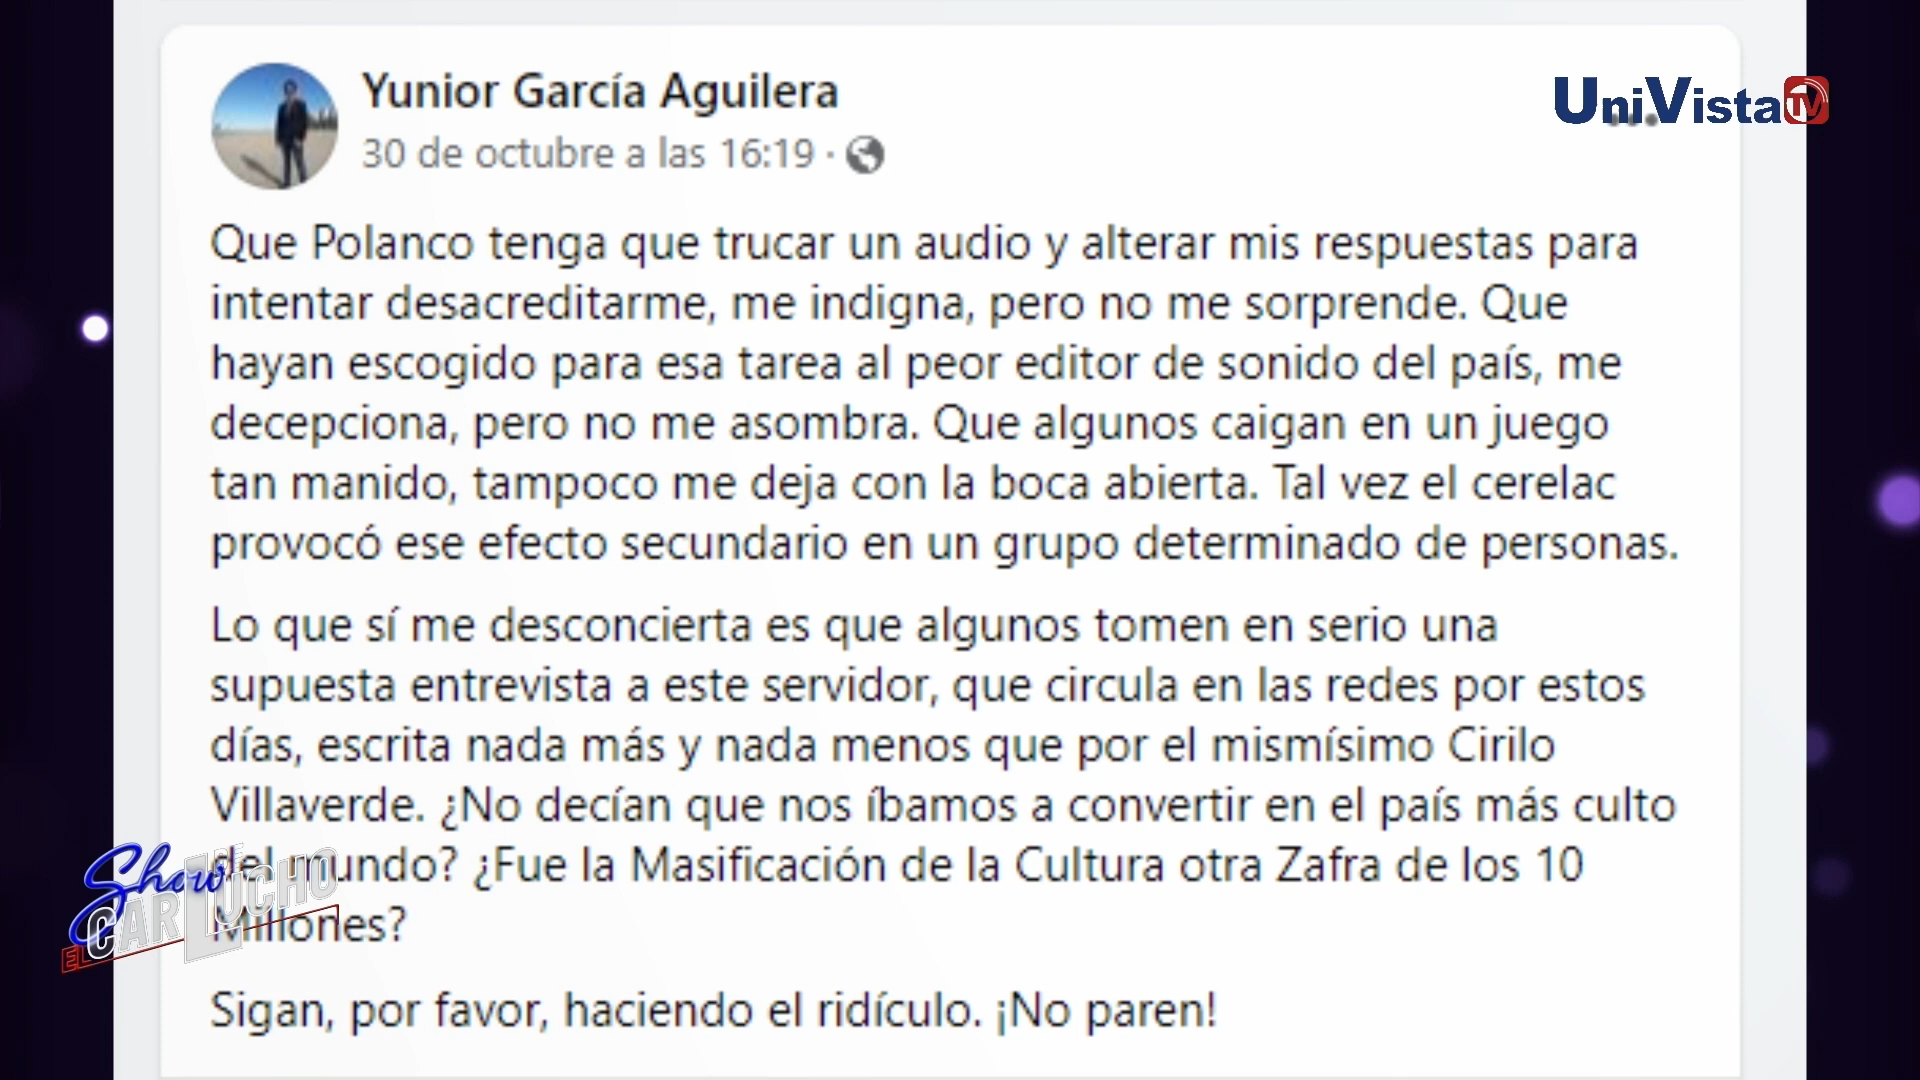 Yunior García Aguilera
UniVista TV
30 de octubre a las 16:19 ·
Que Polanco tenga que trucar un audio y alterar mis respuestas para
intentar desacreditarme, me indigna, pero no me sorprende. Que
hayan escogido para esa tarea al peor editor de sonido del país, me
decepciona, pero no me asombra. Que algunos caigan en un juego
tan manido, tampoco me deja con la boca abierta. Tal vez el cerelac
provocó ese efecto secundario en un grupo determinado de personas.
Lo que sí me desconcierta es que algunos tomen en serio una
supuesta entrevista a este servidor, que circula en las redes por estos
días, escrita nada más y nada menos que por el mismísimo Cirilo
Villaverde. ¿No decían que nos íbamos a convertir en el país más culto
del mundo? ¿Fue la Masificación de la Cultura otra Zafra de los 10
Millones?
El Show DE
CARLUCHO
Sigan, por favor, haciendo el ridículo. ¡No paren!